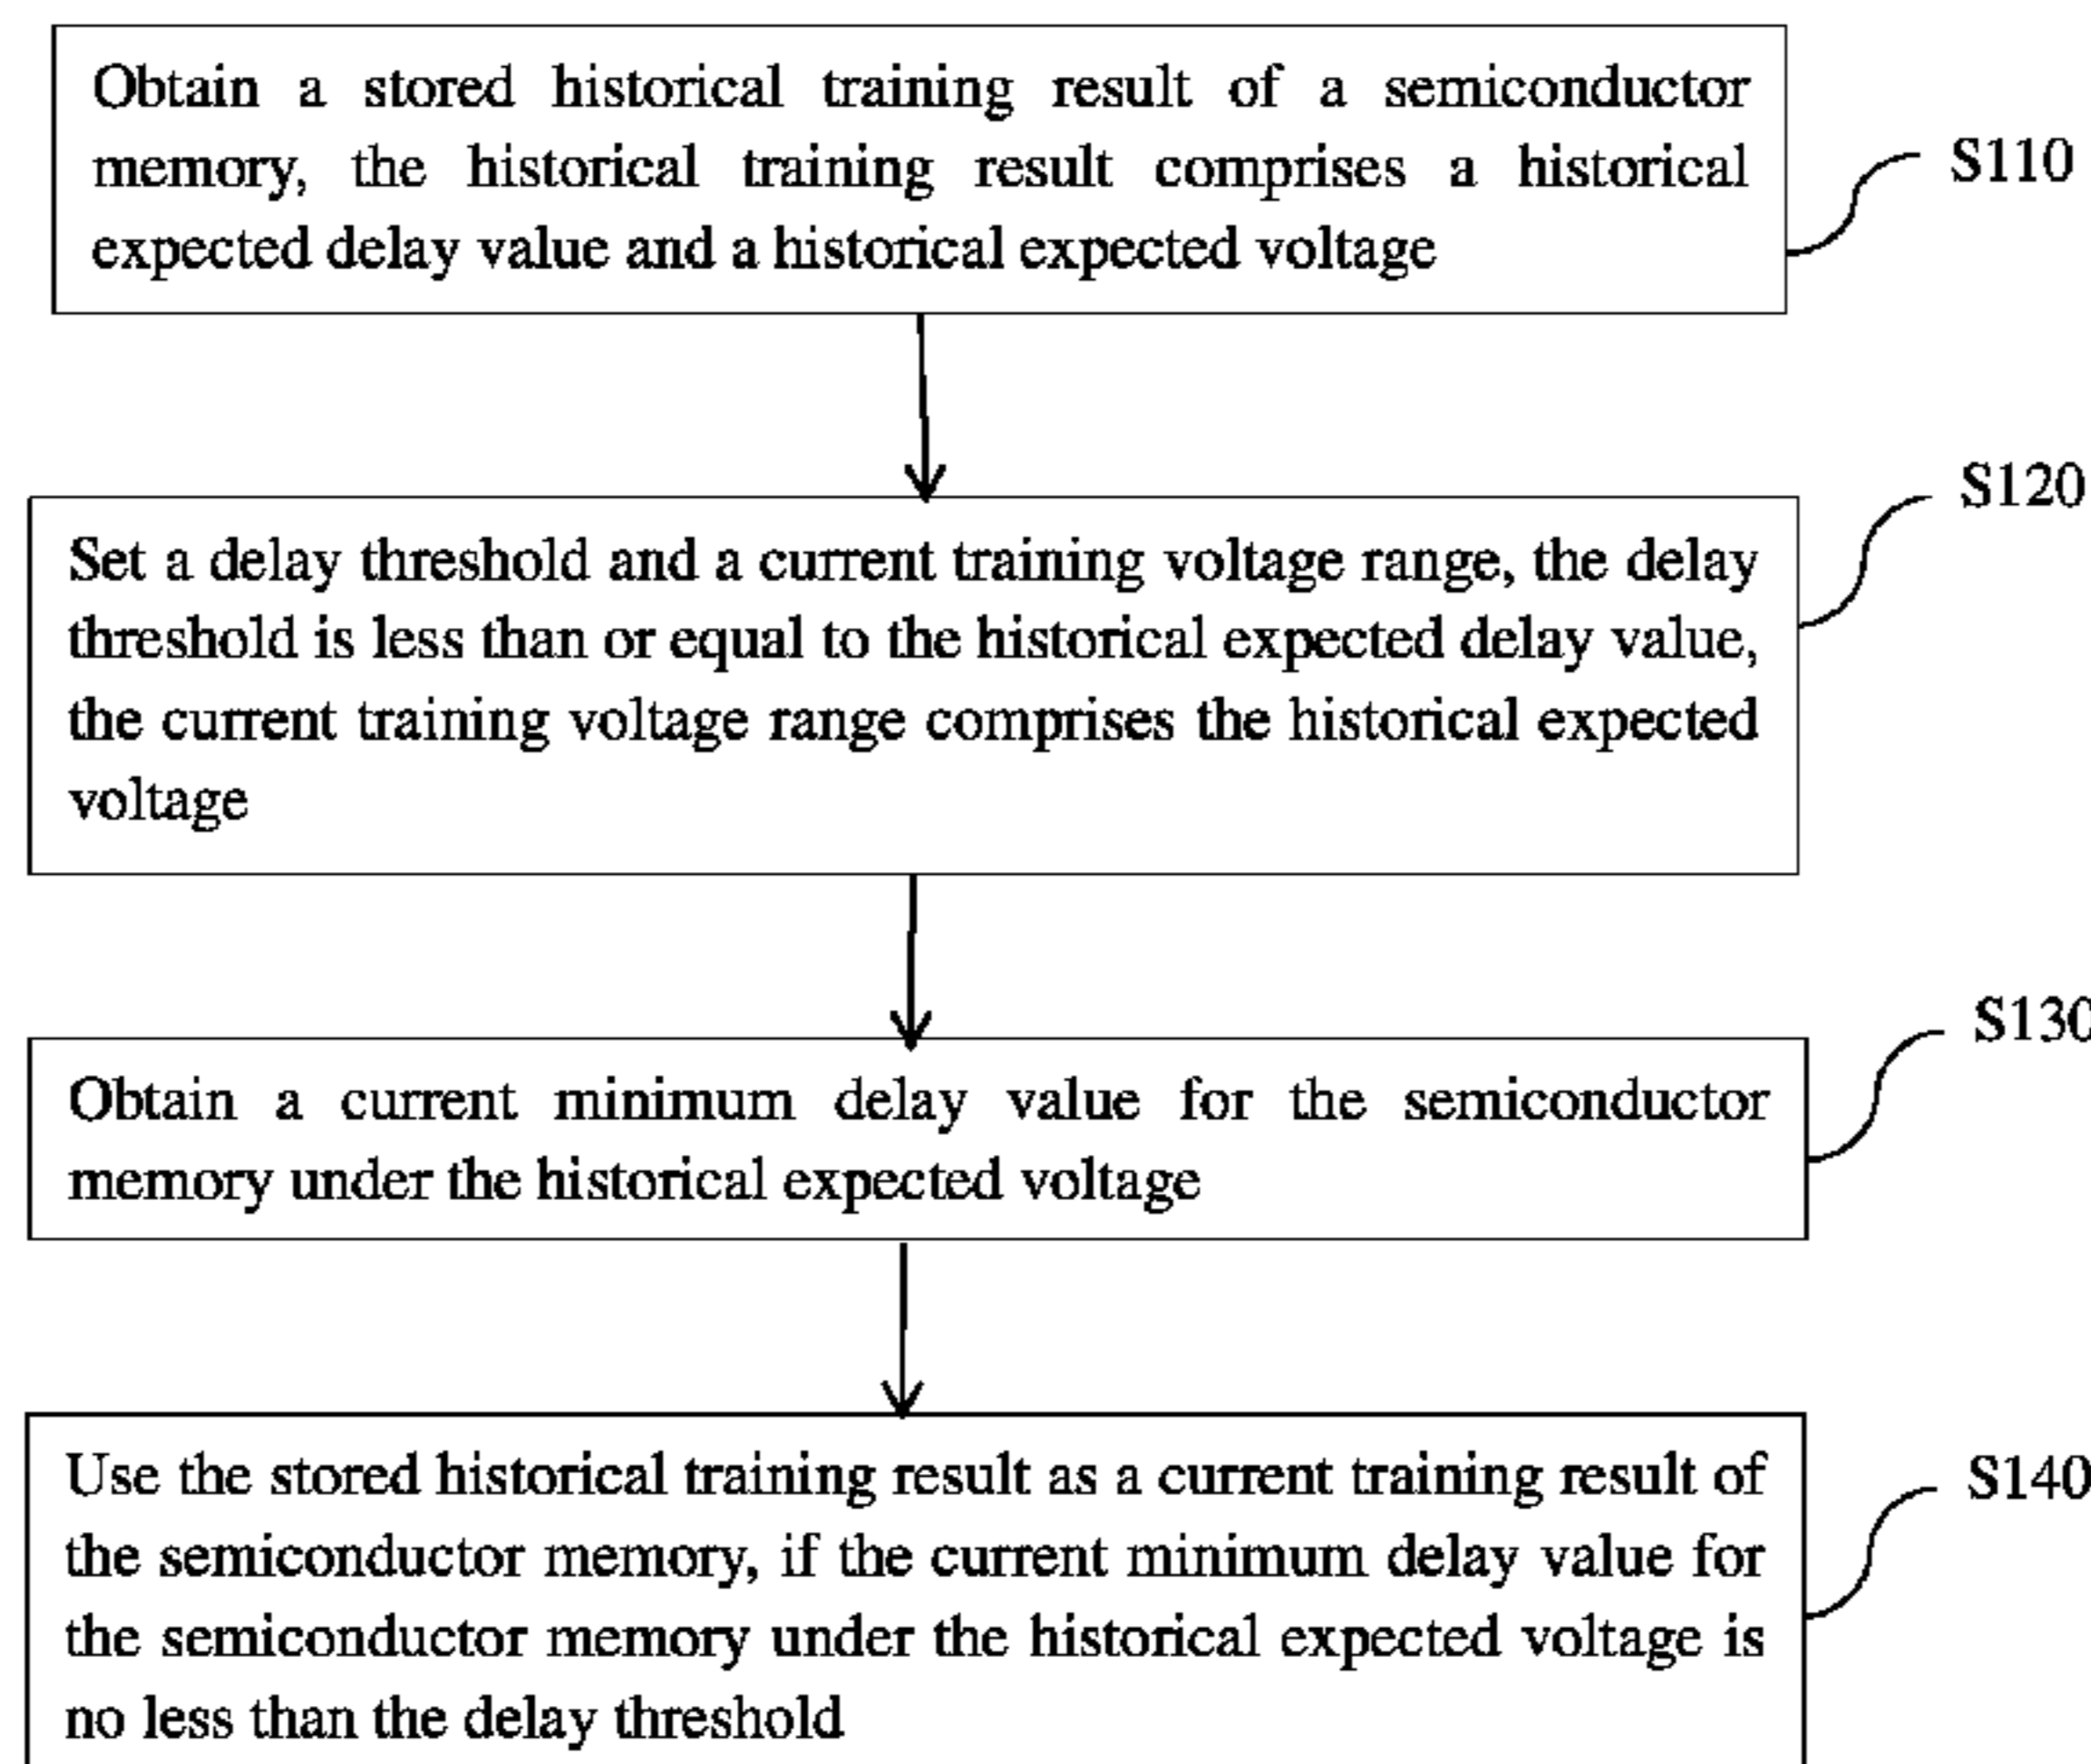 Obtain a stored historical training result of a semiconductor
memory, the historical training result comprises a historical
expected delay value and a historical expected voltage
S110
Set a delay threshold and a current training voltage range, the delay
threshold is less than or equal to the historical expected delay value,
the current training voltage range comprises the historical expected
voltage
S120
Obtain a current minimum delay value for the semiconductor
memory under the historical expected voltage
S130
Use the stored historical training result as a current training result of
the semiconductor memory, if the current minimum delay value for
the semiconductor memory under the historical expected voltage is
no less than the delay threshold
S140